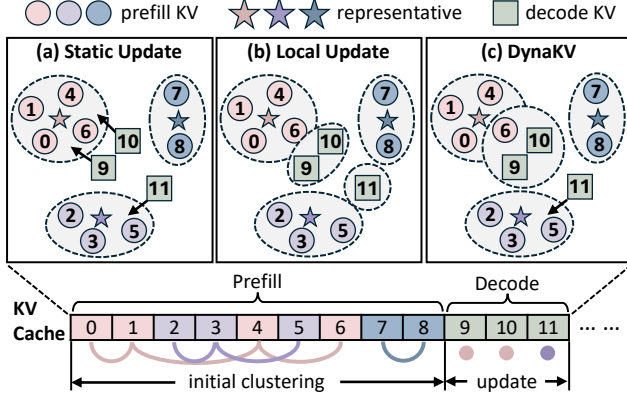 prefill KV representative decode KV
(a) Static Update (b) Local Update (c) DynaKV
4 7 4 7 4 7
1 1 1
6 10 6 10 6 10
0 8 0 8 0 8
9 9 9
11 11 11
2 5 2 5 2 5
3 3 3
Prefill Decode
KV
Cache 0 1 2 3 4 5 6 7 8 9 10 11 ... ...
initial clustering update